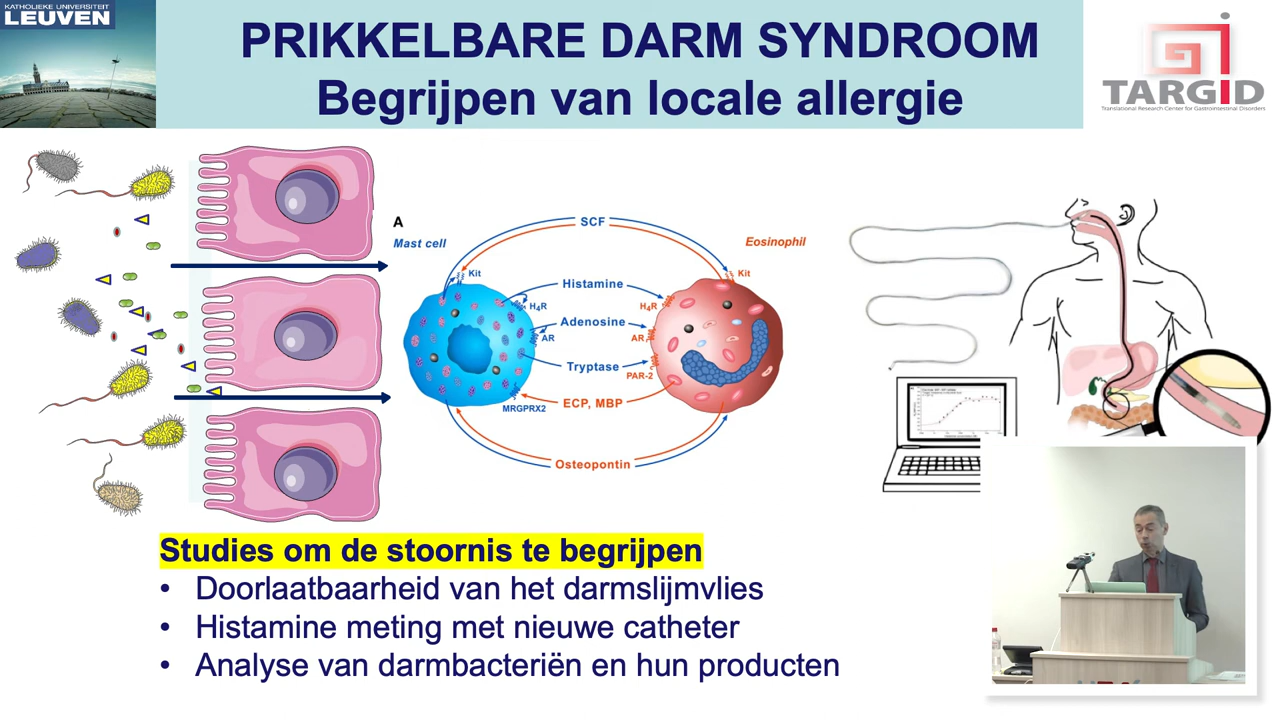 KATHOLIEKE UNIVERSITEIT
LEUVEN
PRIKKELBARE DARM SYNDROOM
Begrijpen van locale allergie
TARGID
Translational Research Center for Gastrointestinal Disorders
A
Mast cell
Eosinophil
SCF
Kit
Kit
Histamine
H4R
H4R
Adenosine
AR
AR
Tryptase
PAR-2
ECP, MBP
MRGPRX2
Osteopontin
Studies om de stoornis te begrijpen
• Doorlaatbaarheid van het darmslijmvlies
• Histamine meting met nieuwe catheter
• Analyse van darmbacteriën en hun producten